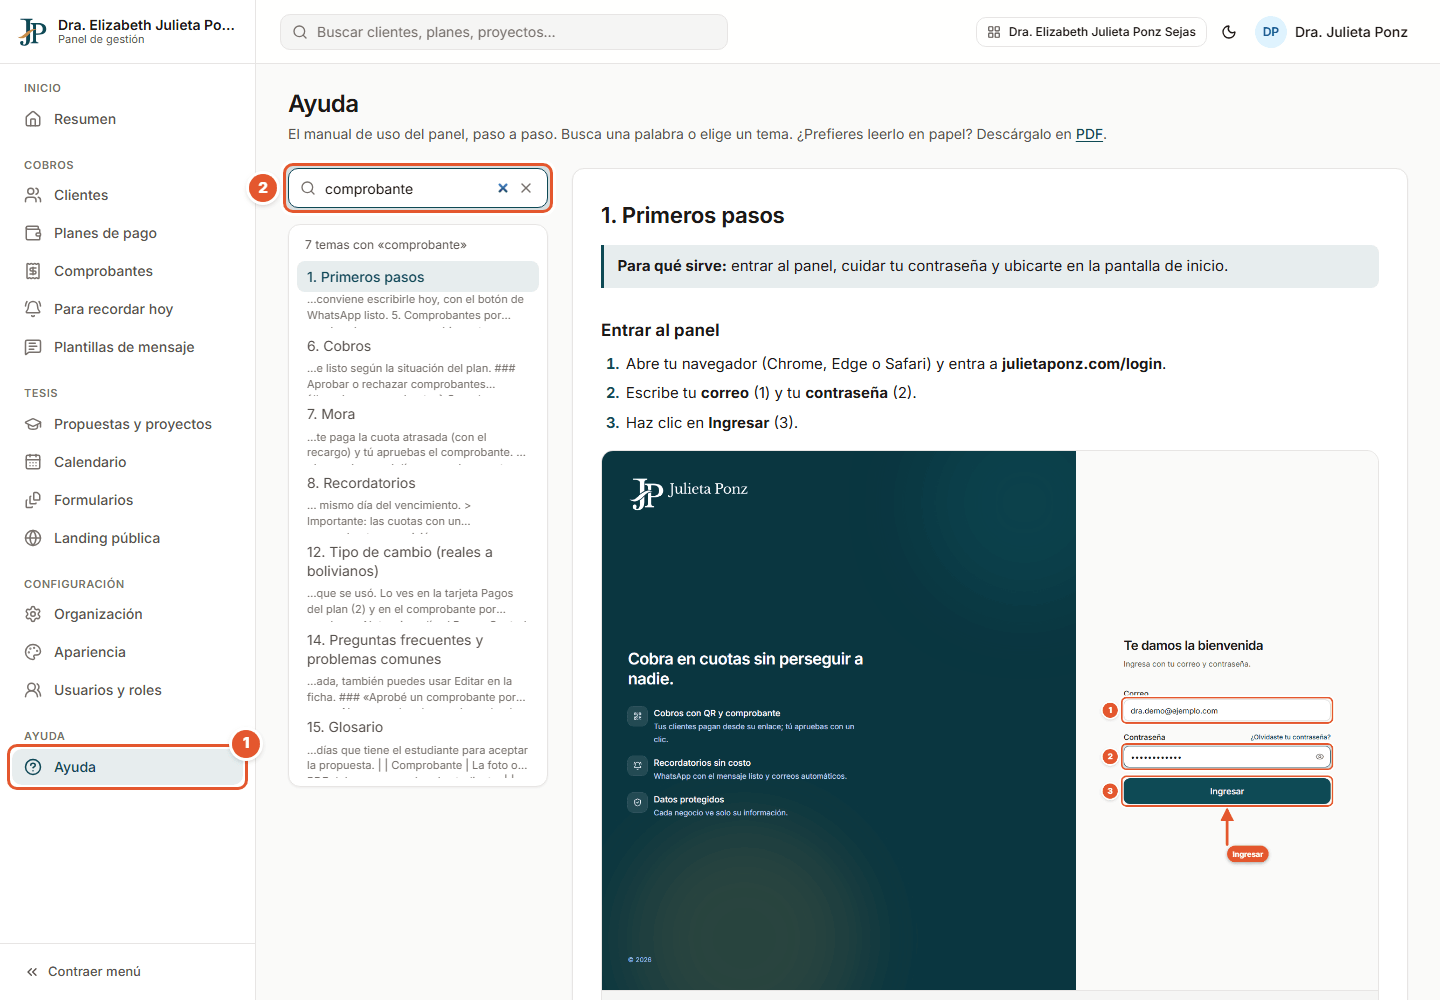 JP
Dra. Elizabeth Julieta Po...
Panel de gestión
Buscar clientes, planes, proyectos...
Dra. Elizabeth Julieta Ponz Sejas
DP
Dra. Julieta Ponz
INICIO
Resumen
COBROS
Clientes
Planes de pago
Comprobantes
Para recordar hoy
Plantillas de mensaje
TESIS
Propuestas y proyectos
Calendario
Formularios
Landing pública
CONFIGURACIÓN
Organización
Apariencia
Usuarios y roles
AYUDA
1
Ayuda
Contraer menú
Ayuda
El manual de uso del panel, paso a paso. Busca una palabra o elige un tema. ¿Prefieres leerlo en papel? Descárgalo en PDF.
2
comprobante
7 temas con «comprobante»
1. Primeros pasos
...conviene escribirle hoy, con el botón de
WhatsApp listo. 5. Comprobantes por...
6. Cobros
...e listo según la situación del plan. ###
Aprobar o rechazar comprobantes...
7. Mora
...te paga la cuota atrasada (con el
recargo) y tú apruebas el comprobante. ...
8. Recordatorios
... mismo día del vencimiento. >
Importante: las cuotas con un...
12. Tipo de cambio (reales a
bolivianos)
...que se usó. Lo ves en la tarjeta Pagos
del plan (2) y en el comprobante por...
14. Preguntas frecuentes y
problemas comunes
...ada, también puedes usar Editar en la
ficha. ### «Aprobé un comprobante por...
15. Glosario
...días que tiene el estudiante para aceptar
la propuesta. | | Comprobante | La foto o...
1. Primeros pasos
Para qué sirve: entrar al panel, cuidar tu contraseña y ubicarte en la pantalla de inicio.
Entrar al panel
1. Abre tu navegador (Chrome, Edge o Safari) y entra a julietaponz.com/login.
2. Escribe tu correo (1) y tu contraseña (2).
3. Haz clic en Ingresar (3).
JP Julieta Ponz
Cobra en cuotas sin perseguir a
nadie.
Cobros con QR y comprobante
Tus clientes pagan desde su enlace; tú apruebas con un
clic.
Recordatorios sin costo
WhatsApp con el mensaje listo y correos automáticos.
Datos protegidos
Cada negocio ve solo su información.
© 2026
Te damos la bienvenida
Ingresa con tu correo y contraseña.
Correo
1
dra.demo@ejemplo.com
Contraseña
¿Olvidaste tu contraseña?
2
3
Ingresar
Ingresar